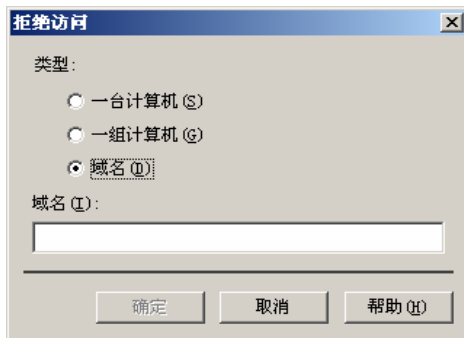 拒绝访问
类型:
一台计算机(S)
一组计算机(G)
域名(D)
域名(I):
确定
取消
帮助(H)